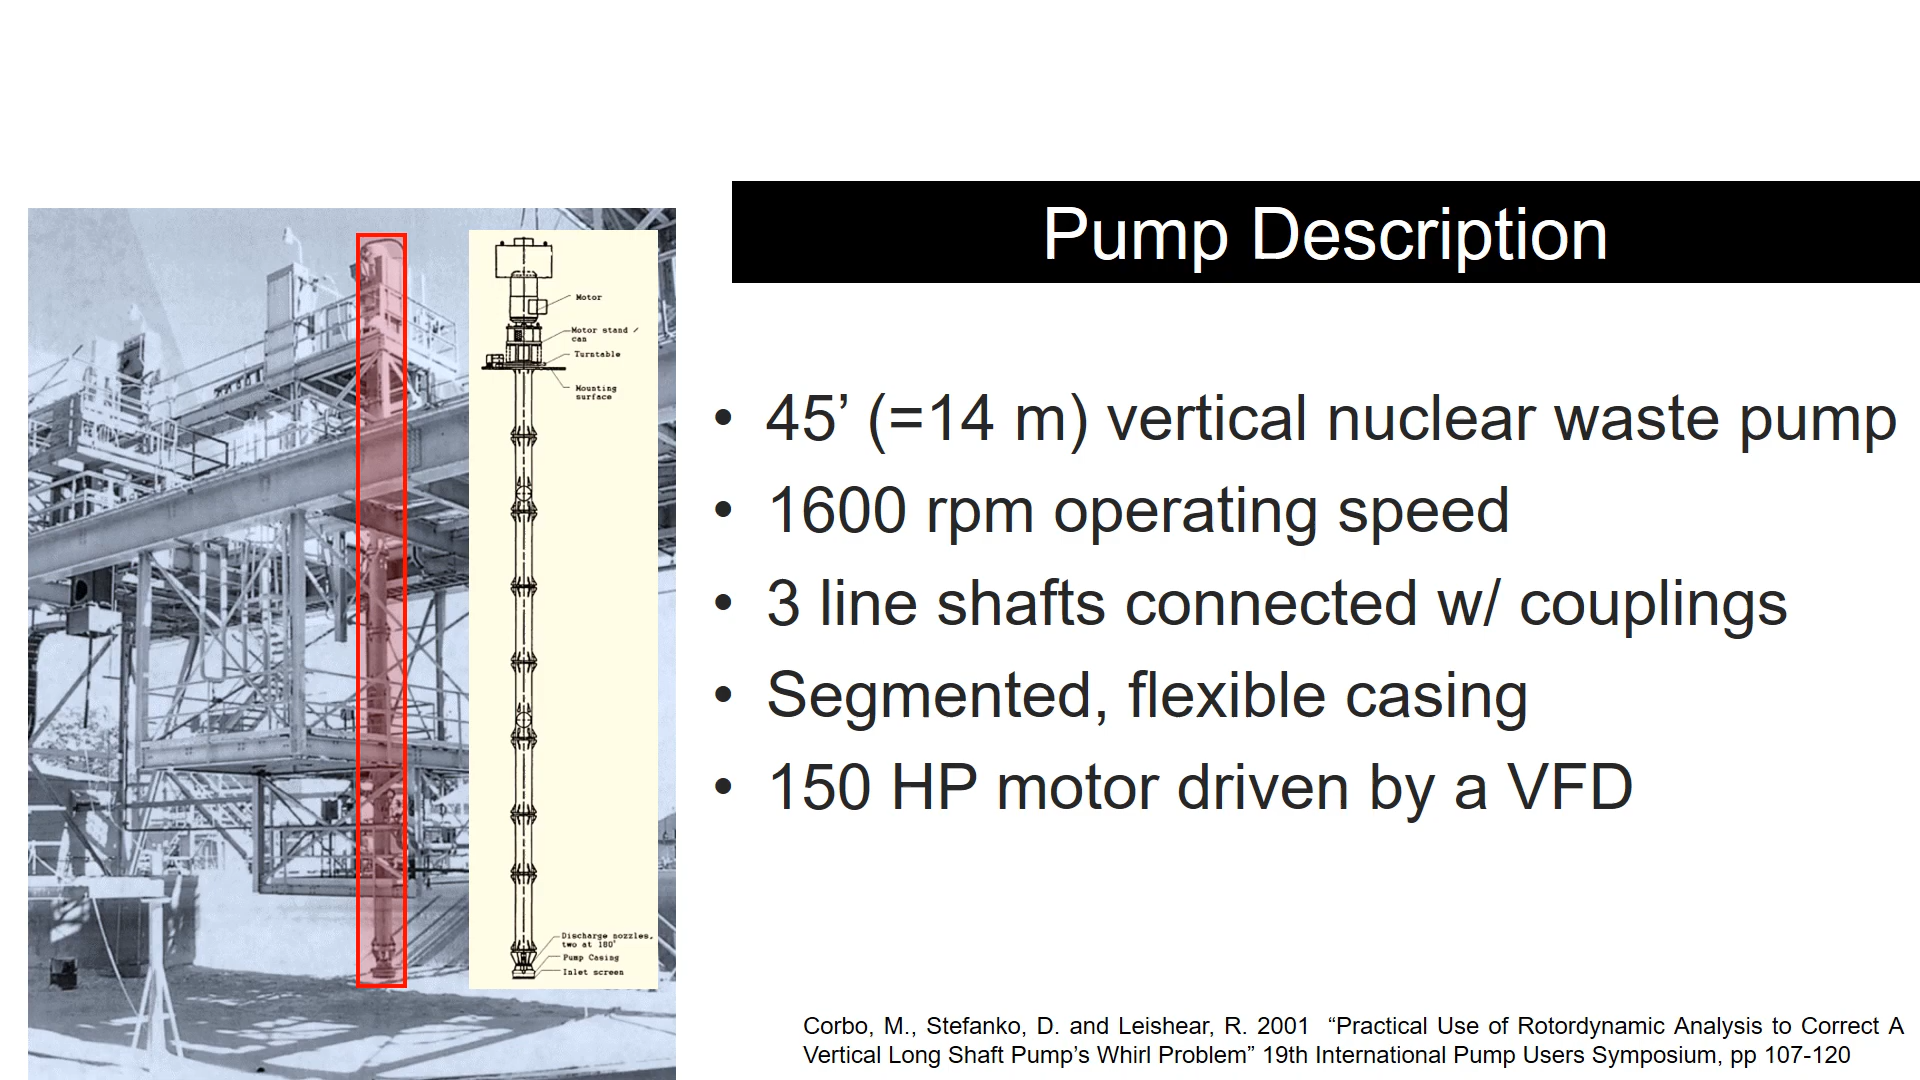 Pump Description
Motor
Motor stand /
can
Turntable
Mounting
surface
Discharge nozzles,
two at 180°
Pump Casing
Inlet screen
• 45’ (=14 m) vertical nuclear waste pump
• 1600 rpm operating speed
• 3 line shafts connected w/ couplings
• Segmented, flexible casing
• 150 HP motor driven by a VFD
Corbo, M., Stefanko, D. and Leishear, R. 2001 “Practical Use of Rotordynamic Analysis to Correct A
Vertical Long Shaft Pump’s Whirl Problem” 19th International Pump Users Symposium, pp 107-120